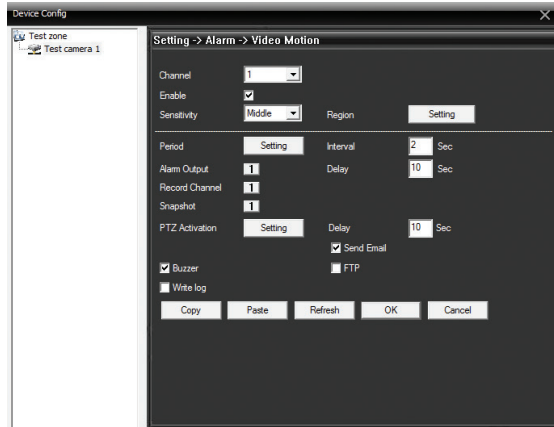 Device Config
Test zone
Test camera 1
Setting -> Alarm -> Video Motion
Channel 1
Enable
Sensitivity Middle Region Setting
Period Setting Interval 2 Sec
Alarm Output 1 Delay 10 Sec
Record Channel 1
Snapshot 1
PTZ Activation Setting Delay 10 Sec
Send Email
Buzzer FTP
Write log
Copy Paste Refresh OK Cancel